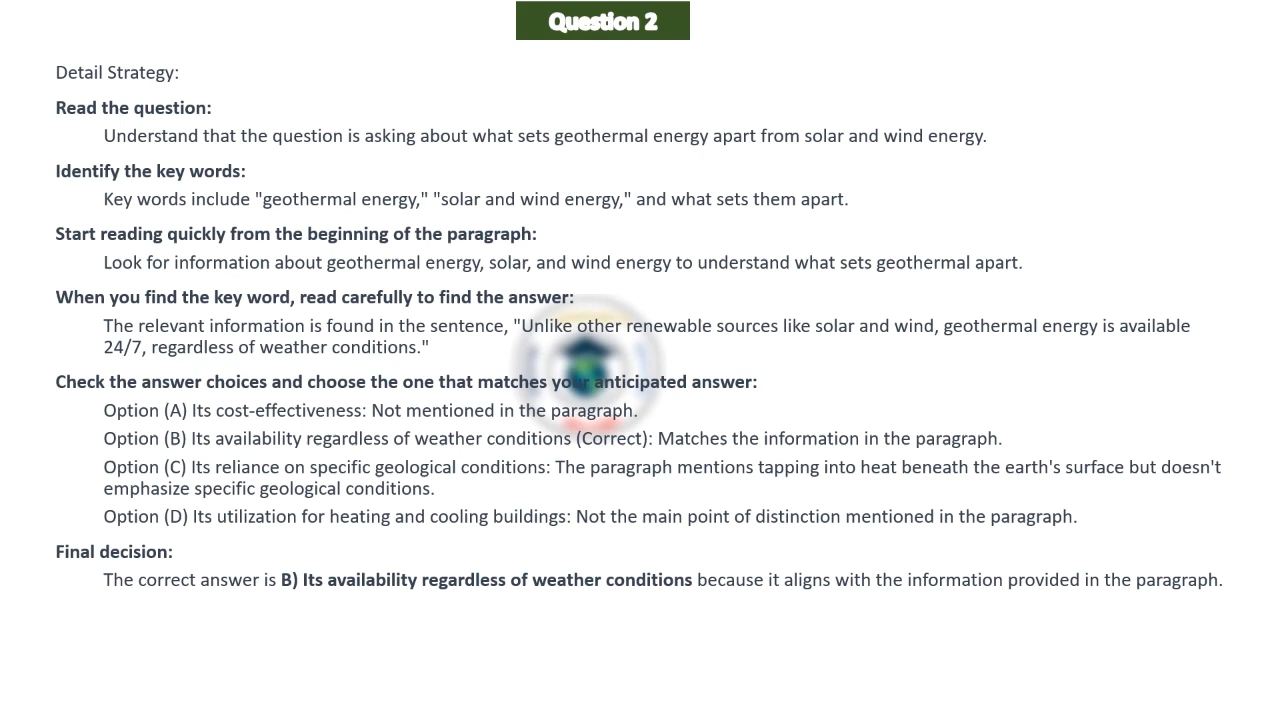 Question 2
Detail Strategy:
Read the question:
Understand that the question is asking about what sets geothermal energy apart from solar and wind energy.
Identify the key words:
Key words include "geothermal energy," "solar and wind energy," and what sets them apart.
Start reading quickly from the beginning of the paragraph:
Look for information about geothermal energy, solar, and wind energy to understand what sets geothermal apart.
When you find the key word, read carefully to find the answer:
The relevant information is found in the sentence, "Unlike other renewable sources like solar and wind, geothermal energy is available
24/7, regardless of weather conditions."
Check the answer choices and choose the one that matches your anticipated answer:
Option (A) Its cost-effectiveness: Not mentioned in the paragraph.
Option (B) Its availability regardless of weather conditions (Correct): Matches the information in the paragraph.
Option (C) Its reliance on specific geological conditions: The paragraph mentions tapping into heat beneath the earth's surface but doesn't
emphasize specific geological conditions.
Option (D) Its utilization for heating and cooling buildings: Not the main point of distinction mentioned in the paragraph.
Final decision:
The correct answer is B) Its availability regardless of weather conditions because it aligns with the information provided in the paragraph.